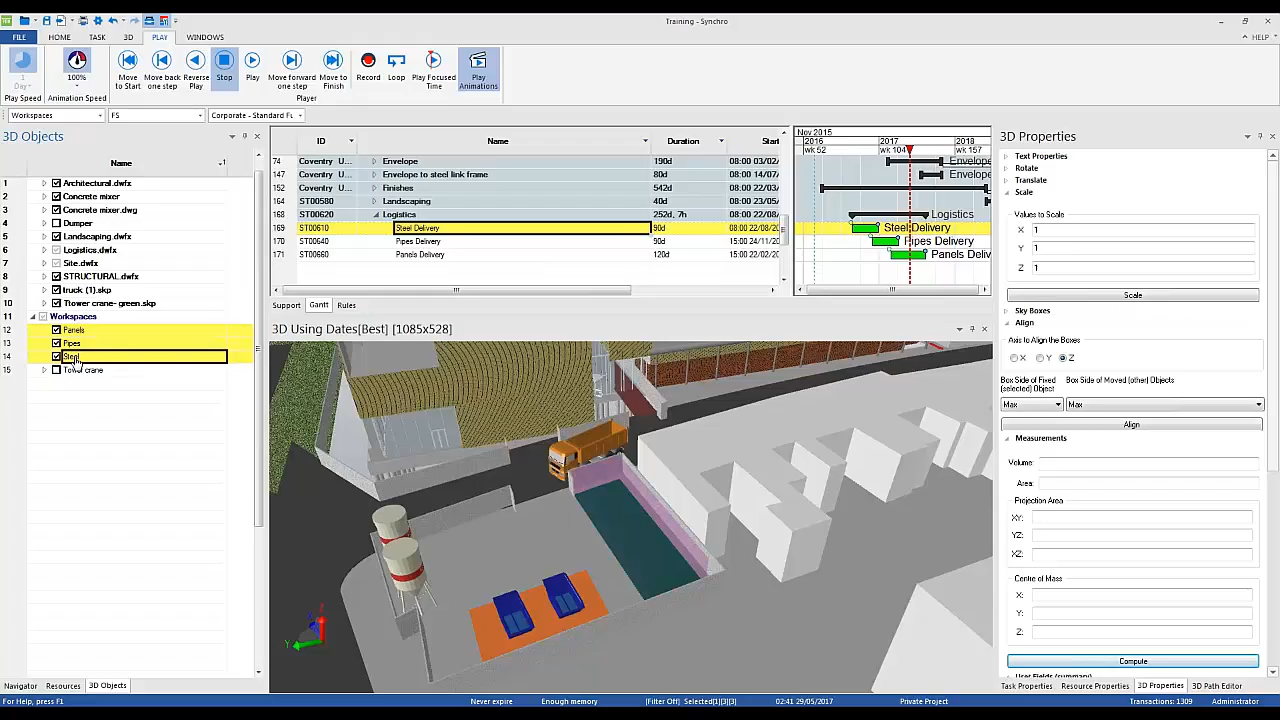 Training - Synchro
FILE HOME TASK 3D PLAY WINDOWS
HELP
1 Day
Play Speed
100%
Animation Speed
Move to Start
Move back one step
Reverse Play
Stop
Play
Move forward one step
Move to Finish
Player
Record
Loop
Play Focused Time
Play Animations
Workspaces FS Corporate - Standard Fu
3D Objects
Name
1 Architectural.dwfx
2 Concrete mixer
3 Concrete mixer.dwg
4 Dumper
5 Landscaping.dwfx
6 Logistics.dwfx
7 Site.dwfx
8 STRUCTURAL.dwfx
9 truck (1).skp
10 Ttower crane- green.skp
11 Workspaces
12 Panels
13 Pipes
14 Steel
15 Tower crane
Navigator Resources 3D Objects
ID Name Duration Start
74 Coventry U... Envelope 190d 08:00 03/02/
147 Coventry U... Envelope to steel link frame 80d 08:00 14/07/
152 Coventry U... Finishes 542d 08:00 22/03/
164 ST00580 Landscaping 40d 08:00 22/05/
168 ST00620 Logistics 252d, 7h 08:00 22/08/
169 ST00610 Steel Delivery 90d 08:00 22/08/20
170 ST00640 Pipes Delivery 90d 15:00 24/11/20
171 ST00660 Panels Delivery 120d 15:00 22/02/20
Nov 2015
2016 2017 2018
wk 52 wk 104 wk 157
Envelope
Envelope
Logistics
Steel Delivery
Pipes Delivery
Panels Deliv
Support Gantt Rules
3D Using Dates[Best] [1085x528]
Y
3D Properties
Text Properties
Rotate
Translate
Scale
Values to Scale
X 1
Y 1
Z 1
Scale
Sky Boxes
Align
Axis to Align the Boxes
X Y Z
Box Side of Fixed (selected) Object
Box Side of Moved (other) Objects
Max Max
Align
Measurements
Volume:
Area:
Projection Area
XY:
YZ:
XZ:
Centre of Mass
X:
Y:
Z:
Compute
User Fields (summary)
Task Properties Resource Properties 3D Properties 3D Path Editor
For Help, press F1 Never expire Enough memory [Filter Off] Selected[1][3][3] 02:41 29/05/2017 Private Project Transactions: 1309 Administrator